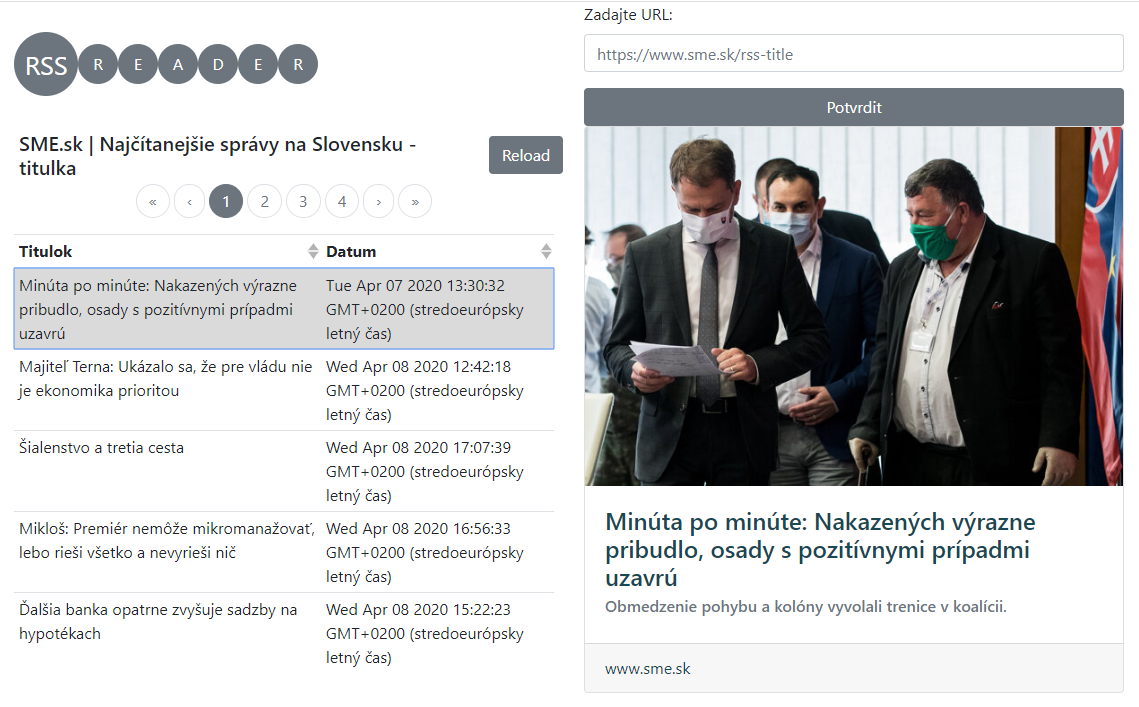 RSS R E A D E R
SME.sk | Najčítanejšie správy na Slovensku -
titulka
Reload
« ‹ 1 2 3 4 › »
Titulok Datum
Minúta po minúte: Nakazených výrazne
pribudlo, osady s pozitívnymi prípadmi
uzavrú
Tue Apr 07 2020 13:30:32
GMT+0200 (stredoeurópsky
letný čas)
Majiteľ Terna: Ukázalo sa, že pre vládu nie
je ekonomika prioritou
Wed Apr 08 2020 12:42:18
GMT+0200 (stredoeurópsky
letný čas)
Šialenstvo a tretia cesta
Wed Apr 08 2020 17:07:39
GMT+0200 (stredoeurópsky
letný čas)
Mikloš: Premiér nemôže mikromanažovať,
lebo rieši všetko a nevyrieši nič
Wed Apr 08 2020 16:56:33
GMT+0200 (stredoeurópsky
letný čas)
Ďalšia banka opatrne zvyšuje sadzby na
hypotékach
Wed Apr 08 2020 15:22:23
GMT+0200 (stredoeurópsky
letný čas)
Zadajte URL:
https://www.sme.sk/rss-title
Potvrdit
Minúta po minúte: Nakazených výrazne
pribudlo, osady s pozitívnymi prípadmi
uzavrú
Obmedzenie pohybu a kolóny vyvolali trenice v koalícii.
www.sme.sk